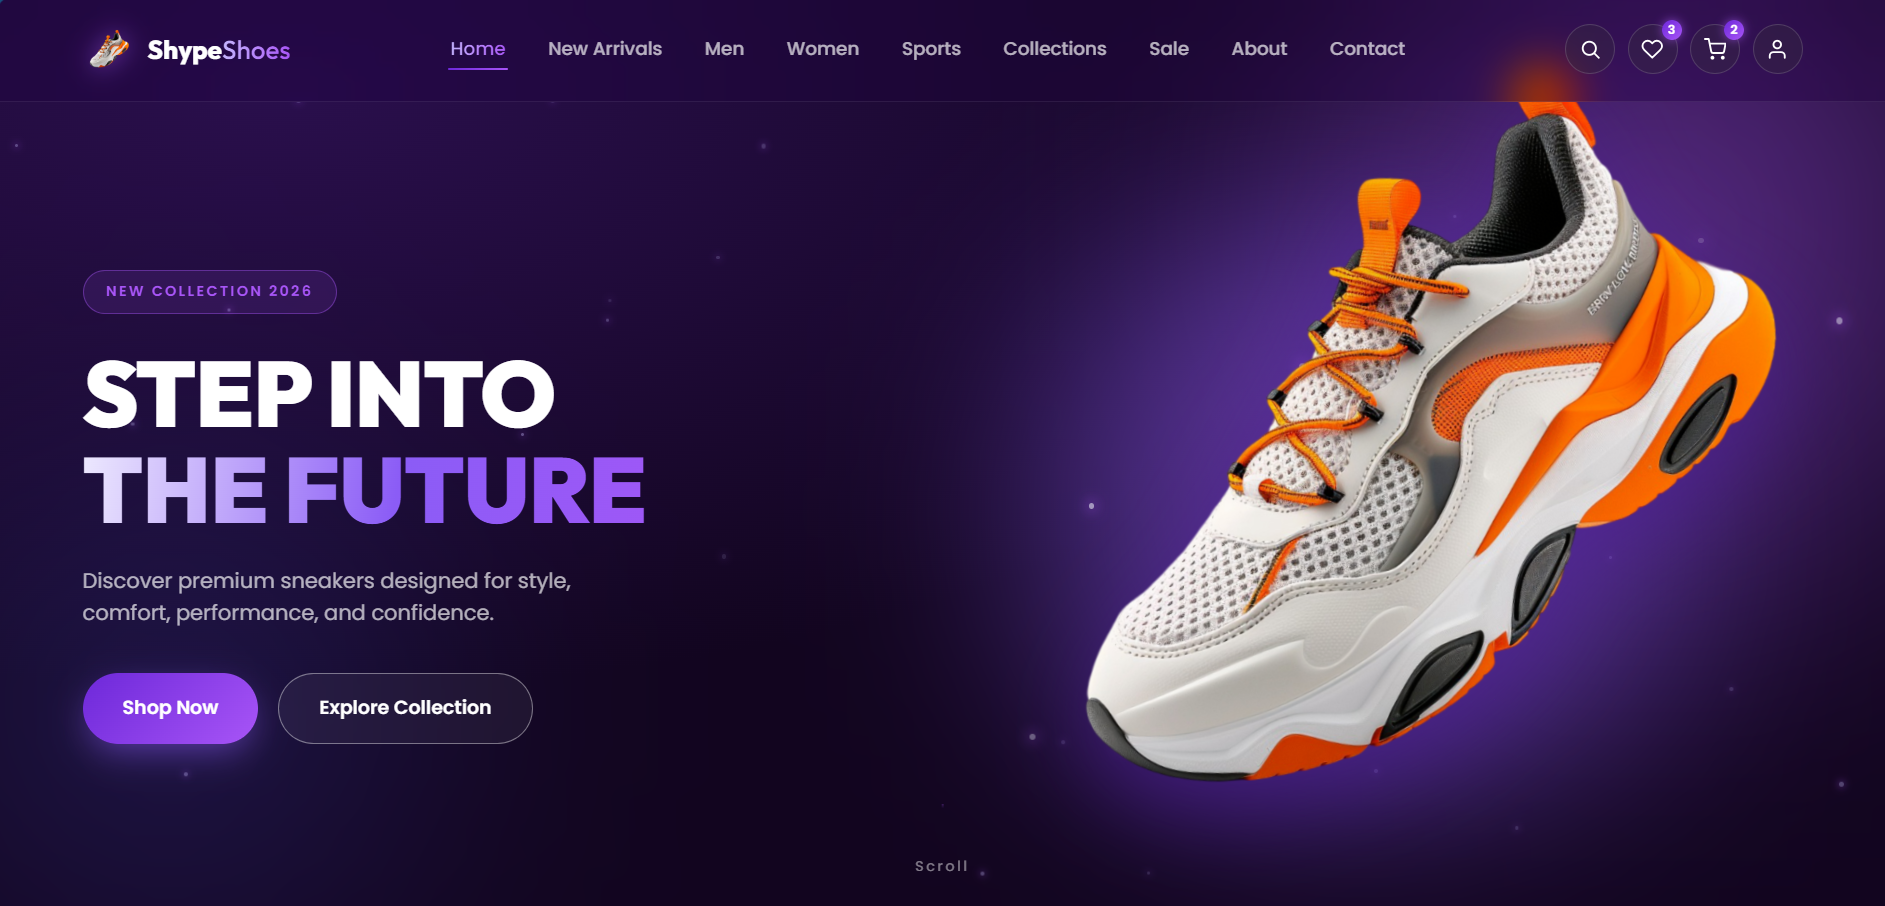 ShypeShoes
Home New Arrivals Men Women Sports Collections Sale About Contact
3 2
NEW COLLECTION 2026
STEP INTO
THE FUTURE
Discover premium sneakers designed for style,
comfort, performance, and confidence.
Shop Now Explore Collection
Scroll